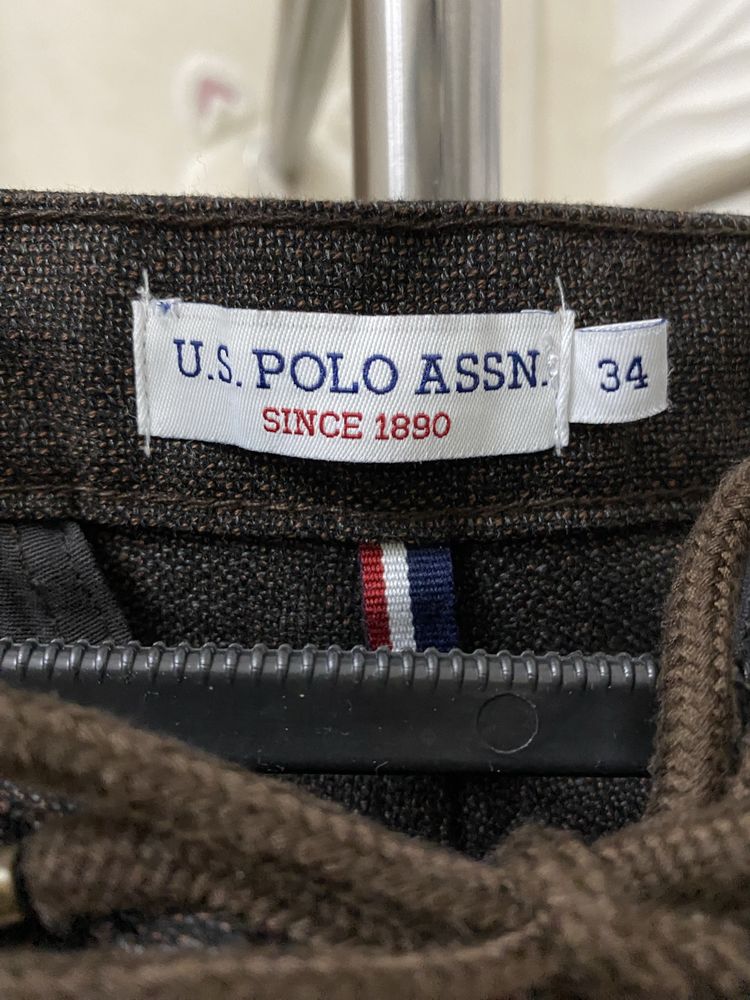 U.S. POLO ASSN.
SINCE 1890
34